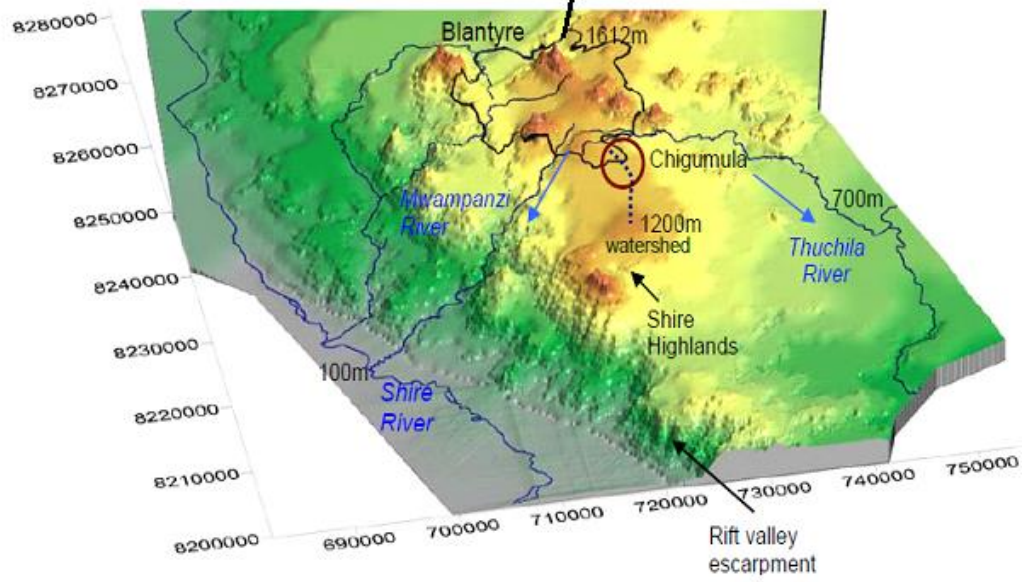 8280000
Blantyre
1612m
8270000
8260000
Chigumula
Mwampanzi
River
700m
8250000
1200m
watershed
Thuchila
River
8240000
Shire
Highlands
8230000
100m
Shire
River
8220000
8210000
8200000
690000
700000
710000
720000
730000
740000
750000
Rift valley
escarpment